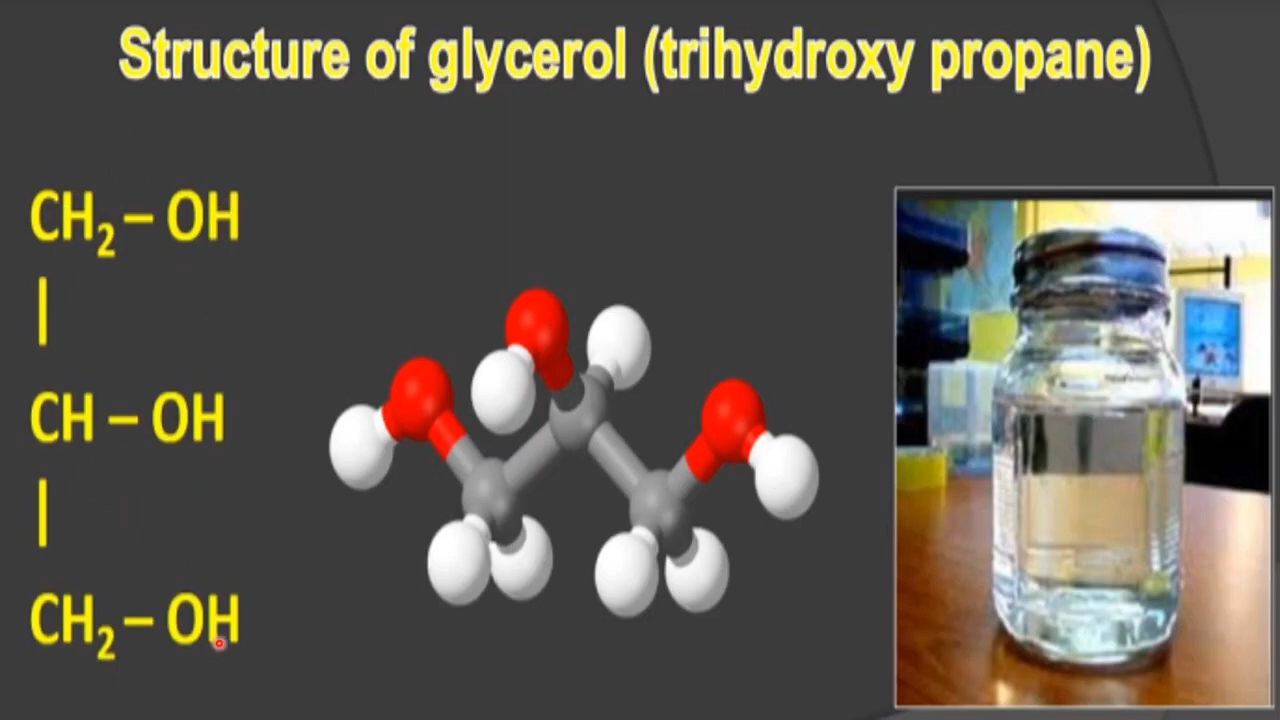 Structure of glycerol (trihydroxy propane)
CH₂ – OH
|
CH – OH
|
CH₂ – OH